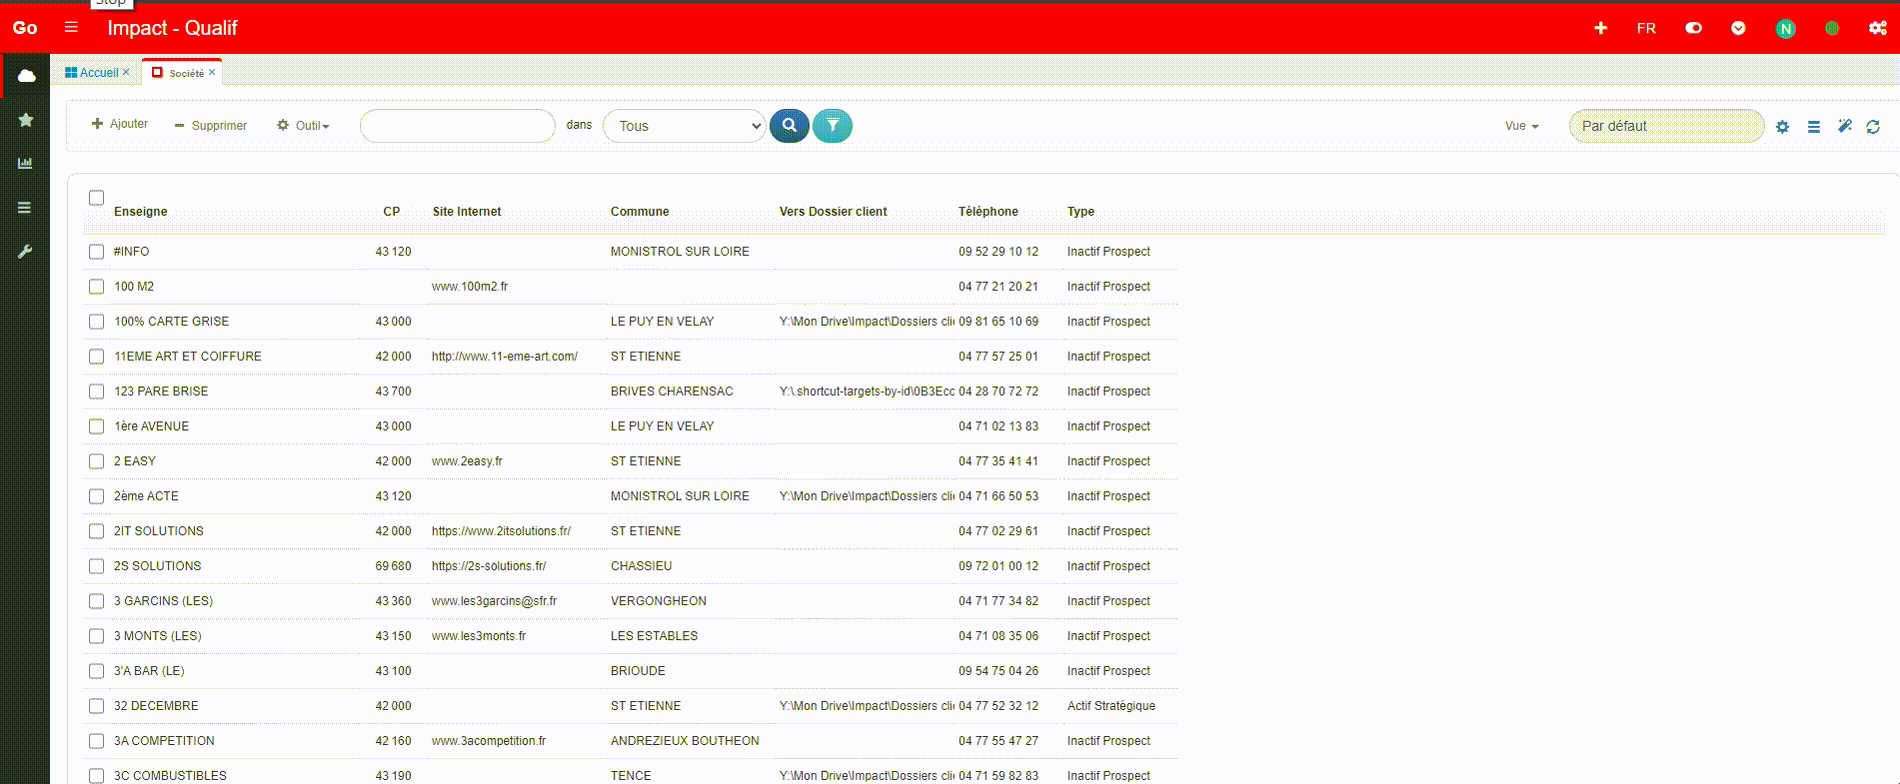 Stop
Go Impact - Qualif FR N
Accueil × Société ×
Ajouter Supprimer Outil dans Tous Vue Par défaut
Enseigne CP Site Internet Commune Vers Dossier client Téléphone Type
#INFO 43 120 MONISTROL SUR LOIRE 09 52 29 10 12 Inactif Prospect
100 M2 www.100m2.fr 04 77 21 20 21 Inactif Prospect
100% CARTE GRISE 43 000 LE PUY EN VELAY Y:\Mon Drive\Impact\Dossiers cli 09 81 65 10 69 Inactif Prospect
11EME ART ET COIFFURE 42 000 http://www.11-eme-art.com/ ST ETIENNE 04 77 57 25 01 Inactif Prospect
123 PARE BRISE 43 700 BRIVES CHARENSAC Y:\.shortcut-targets-by-id\0B3Ecc 04 28 70 72 72 Inactif Prospect
1ère AVENUE 43 000 LE PUY EN VELAY 04 71 02 13 83 Inactif Prospect
2 EASY 42 000 www.2easy.fr ST ETIENNE 04 77 35 41 41 Inactif Prospect
2ème ACTE 43 120 MONISTROL SUR LOIRE Y:\Mon Drive\Impact\Dossiers cli 04 71 66 50 53 Inactif Prospect
2IT SOLUTIONS 42 000 https://www.2itsolutions.fr/ ST ETIENNE 04 77 02 29 61 Inactif Prospect
2S SOLUTIONS 69 680 https://2s-solutions.fr/ CHASSIEU 09 72 01 00 12 Inactif Prospect
3 GARCINS (LES) 43 360 www.les3garcins@sfr.fr VERGONGHEON 04 71 77 34 82 Inactif Prospect
3 MONTS (LES) 43 150 www.les3monts.fr LES ESTABLES 04 71 08 35 06 Inactif Prospect
3'A BAR (LE) 43 100 BRIOUDE 09 54 75 04 26 Inactif Prospect
32 DECEMBRE 42 000 ST ETIENNE Y:\Mon Drive\Impact\Dossiers cli 04 77 52 32 12 Actif Stratégique
3A COMPETITION 42 160 www.3acompetition.fr ANDREZIEUX BOUTHEON 04 77 55 47 27 Inactif Prospect
3C COMBUSTIBLES 43 190 TENCE Y:\Mon Drive\Impact\Dossiers cli 04 71 59 82 83 Inactif Prospect